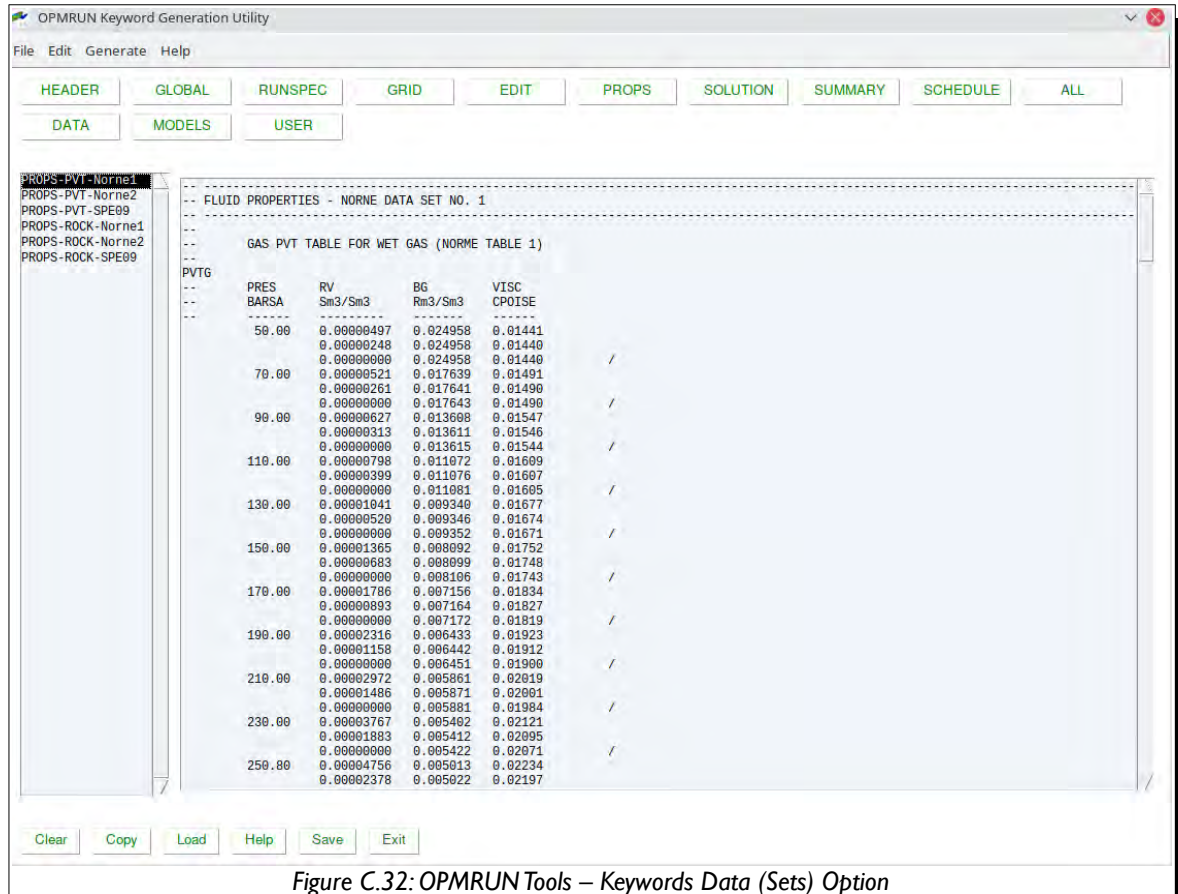 OPMRUN Keyword Generation Utility
File Edit Generate Help
HEADER GLOBAL RUNSPEC GRID EDIT PROPS SOLUTION SUMMARY SCHEDULE ALL
DATA MODELS USER
PROPS-PVT-Norne1
PROPS-PVT-Norne2
PROPS-PVT-SPE09
PROPS-ROCK-Norne1
PROPS-ROCK-Norne2
PROPS-ROCK-SPE09
-- ------------------------------------------------------------
-- FLUID PROPERTIES - NORNE DATA SET NO. 1
-- ------------------------------------------------------------
--
-- GAS PVT TABLE FOR WET GAS (NORME TABLE 1)
--
PVTG
-- PRES RV BG VISC
-- BARSA Sm3/Sm3 Rm3/Sm3 CPOISE
-- ------ --------- ------- ------
50.00 0.00000497 0.024958 0.01441
0.00000248 0.024958 0.01440
0.00000000 0.024958 0.01440 /
70.00 0.00000521 0.017639 0.01491
0.00000261 0.017641 0.01490
0.00000000 0.017643 0.01490 /
90.00 0.00000627 0.013608 0.01547
0.00000313 0.013611 0.01546
0.00000000 0.013615 0.01544 /
110.00 0.00000798 0.011072 0.01609
0.00000399 0.011076 0.01607
0.00000000 0.011081 0.01605 /
130.00 0.00001041 0.009340 0.01677
0.00000520 0.009346 0.01674
0.00000000 0.009352 0.01671 /
150.00 0.00001365 0.008092 0.01752
0.00000683 0.008099 0.01748
0.00000000 0.008106 0.01743 /
170.00 0.00001786 0.007156 0.01834
0.00000893 0.007164 0.01827
0.00000000 0.007172 0.01819 /
190.00 0.00002316 0.006433 0.01923
0.00001158 0.006442 0.01912
0.00000000 0.006451 0.01900 /
210.00 0.00002972 0.005861 0.02019
0.00001486 0.005871 0.02001
0.00000000 0.005881 0.01984 /
230.00 0.00003767 0.005402 0.02121
0.00001883 0.005412 0.02095
0.00000000 0.005422 0.02071 /
250.80 0.00004756 0.005013 0.02234
0.00002378 0.005022 0.02197
Clear Copy Load Help Save Exit
Figure C.32: OPMRUN Tools – Keywords Data (Sets) Option